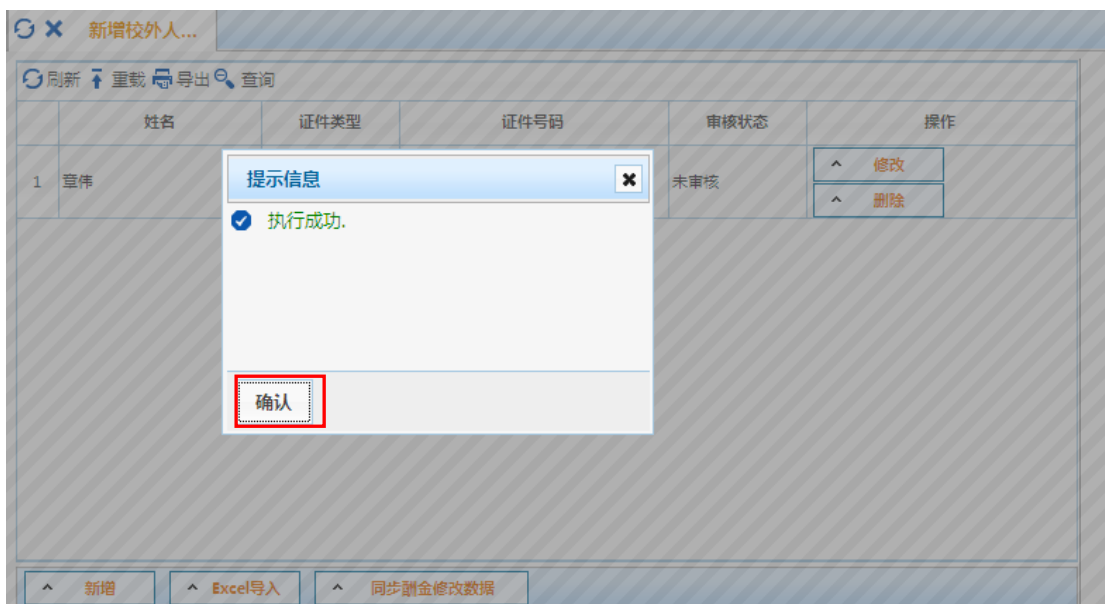 新增校外人...
刷新 重载 导出 查询
姓名 证件类型 证件号码 审核状态 操作
1 章伟 未审核 修改
删除
提示信息
执行成功.
确认
新增 Excel导入 同步酬金修改数据